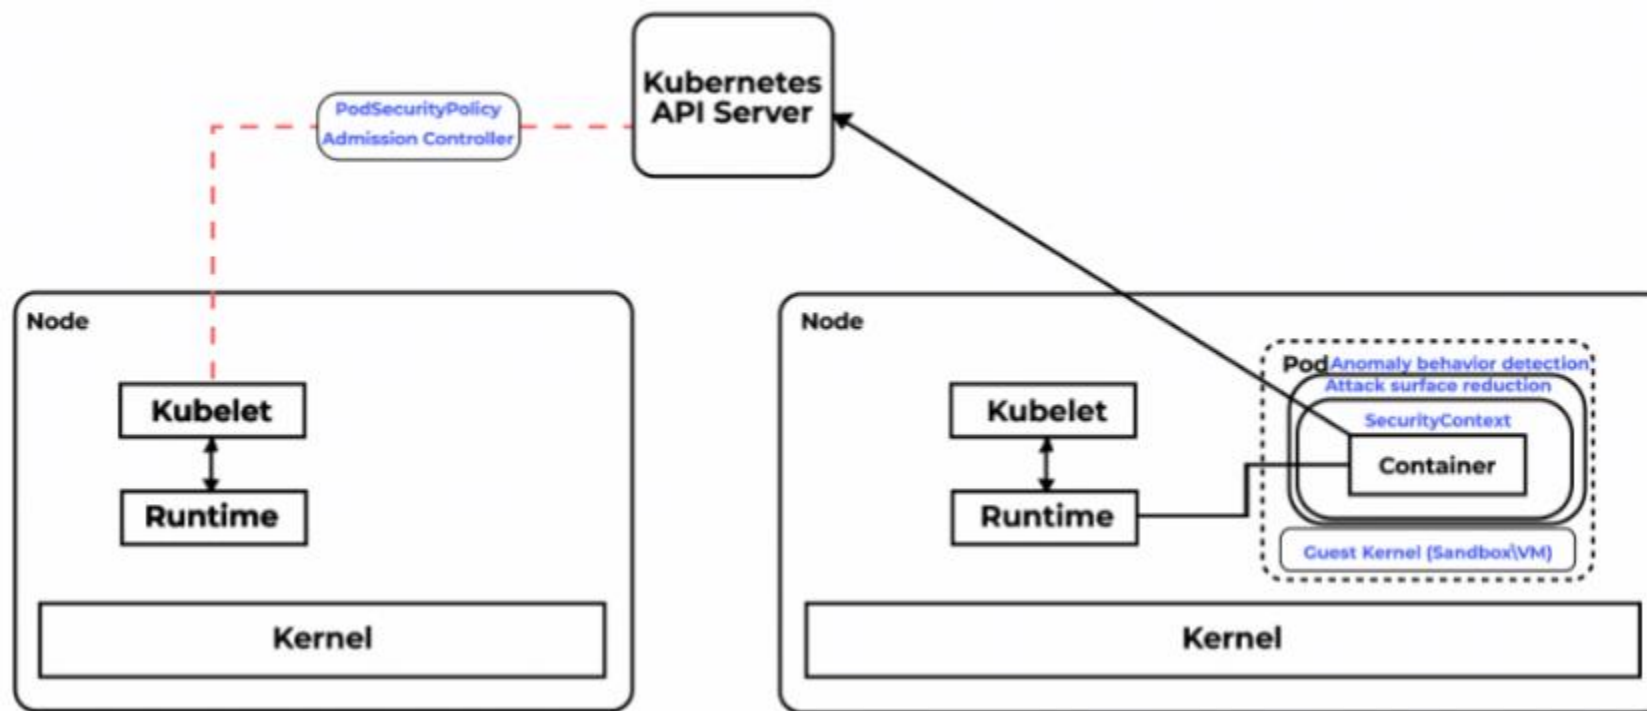 Kubernetes
API Server
PodSecurityPolicy
Admission Controller
Node
Kubelet
Runtime
Kernel
Node
Kubelet
Runtime
Pod Anomaly behavior detection
Attack surface reduction
SecurityContext
Container
Guest Kernel (Sandbox\VM)
Kernel